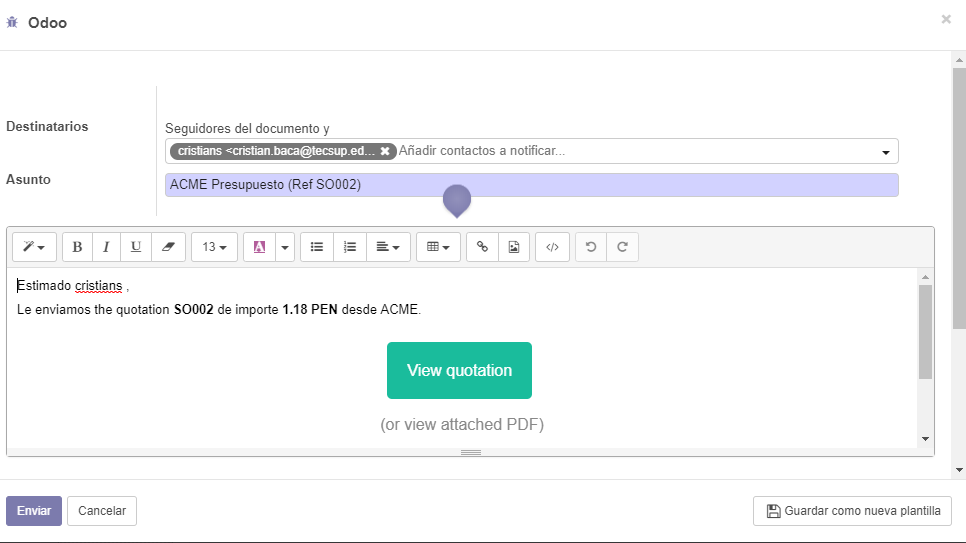 Odoo
×
Destinatarios
Seguidores del documento y
cristians <cristian.baca@tecsup.ed... × Añadir contactos a notificar...
Asunto
ACME Presupuesto (Ref SO002)
B I U 13 A </>
Estimado cristians ,
Le enviamos the quotation SO002 de importe 1.18 PEN desde ACME.
View quotation
(or view attached PDF)
Enviar Cancelar Guardar como nueva plantilla